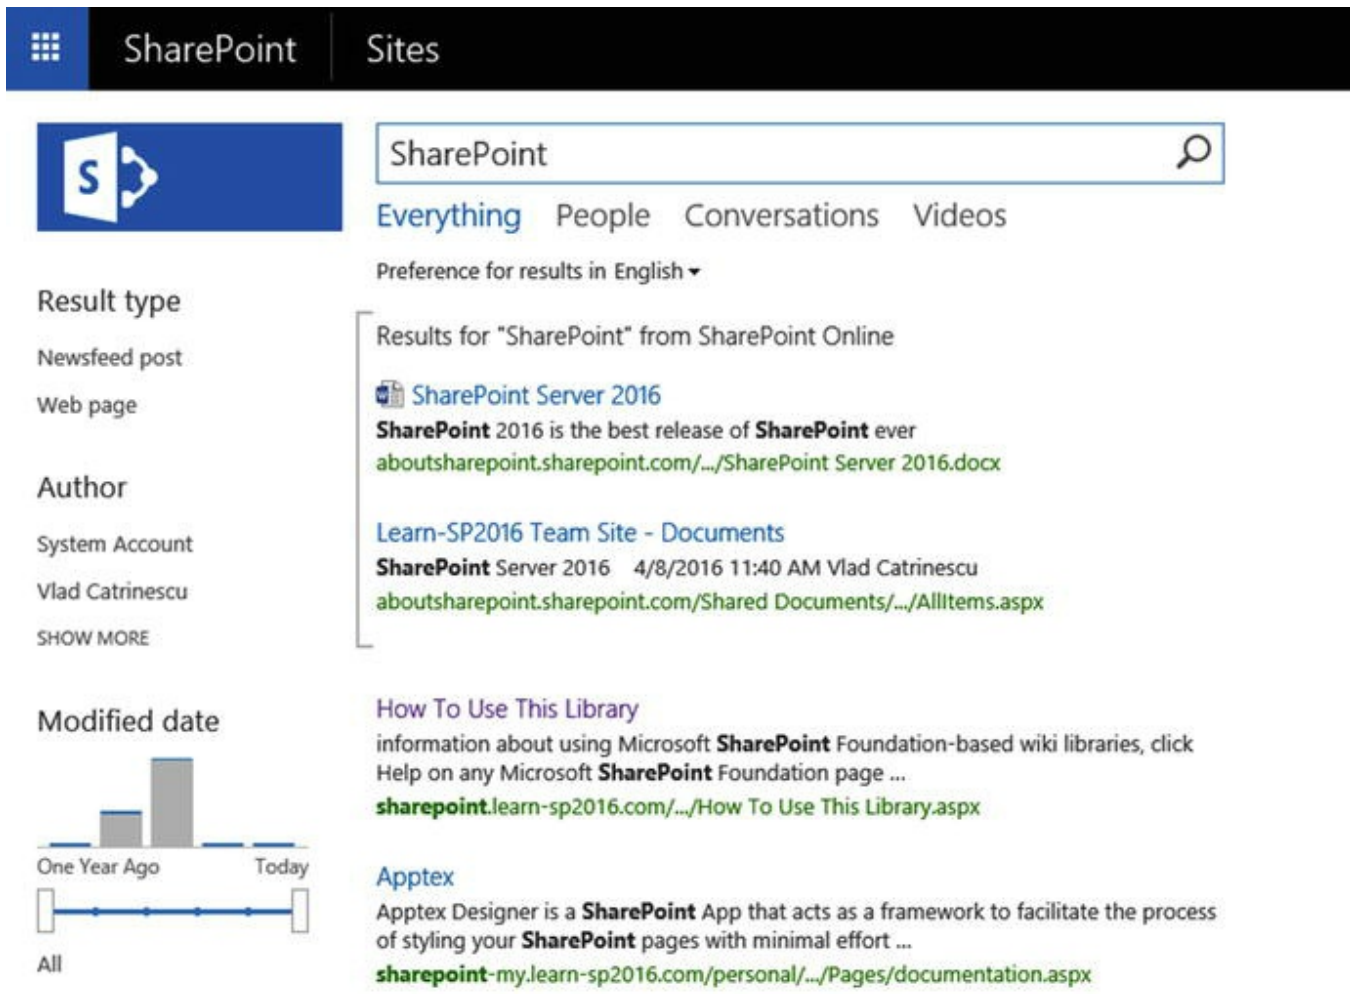 SharePoint Sites
S
SharePoint
Everything People Conversations Videos
Preference for results in English
Result type
Newsfeed post
Web page
Author
System Account
Vlad Catrinescu
SHOW MORE
Modified date
One Year Ago Today
All
Results for "SharePoint" from SharePoint Online
SharePoint Server 2016
SharePoint 2016 is the best release of SharePoint ever
aboutsharepoint.sharepoint.com/.../SharePoint Server 2016.docx
Learn-SP2016 Team Site - Documents
SharePoint Server 2016 4/8/2016 11:40 AM Vlad Catrinescu
aboutsharepoint.sharepoint.com/Shared Documents/.../AllItems.aspx
How To Use This Library
information about using Microsoft SharePoint Foundation-based wiki libraries, click
Help on any Microsoft SharePoint Foundation page ...
sharepoint.learn-sp2016.com/.../How To Use This Library.aspx
Apptex
Apptex Designer is a SharePoint App that acts as a framework to facilitate the process
of styling your SharePoint pages with minimal effort ...
sharepoint-my.learn-sp2016.com/personal/.../Pages/documentation.aspx